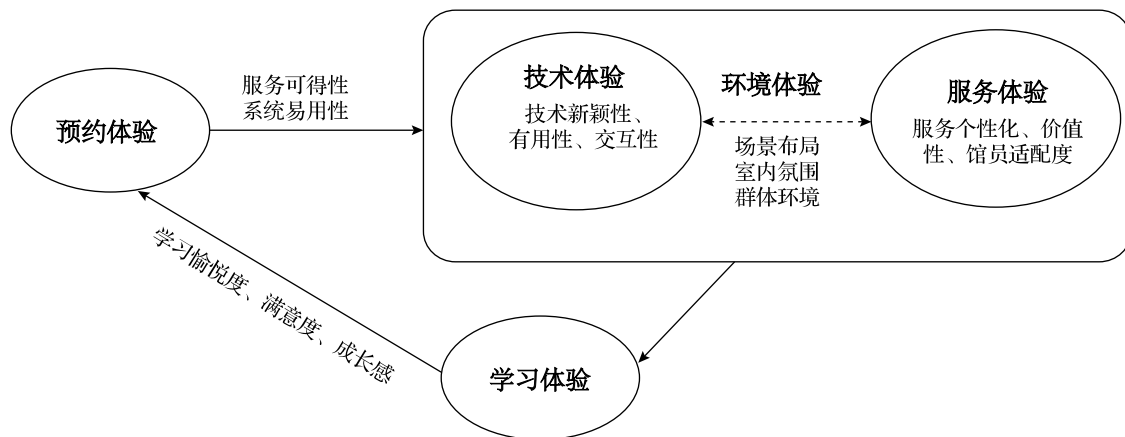 预约体验
服务可得性
系统易用性
技术体验
技术新颖性、
有用性、交互性
环境体验
场景布局
室内氛围
群体环境
服务体验
服务个性化、价值
性、馆员适配度
学习愉悦度、满意度、成长感
学习体验